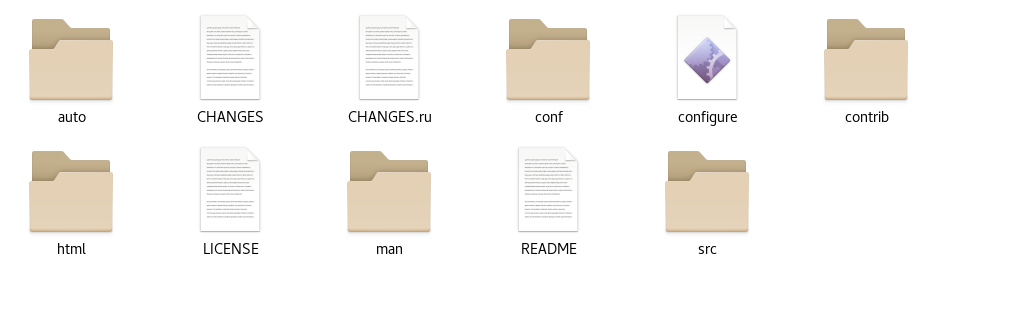 auto
CHANGES
CHANGES.ru
conf
configure
contrib
html
LICENSE
man
README
src